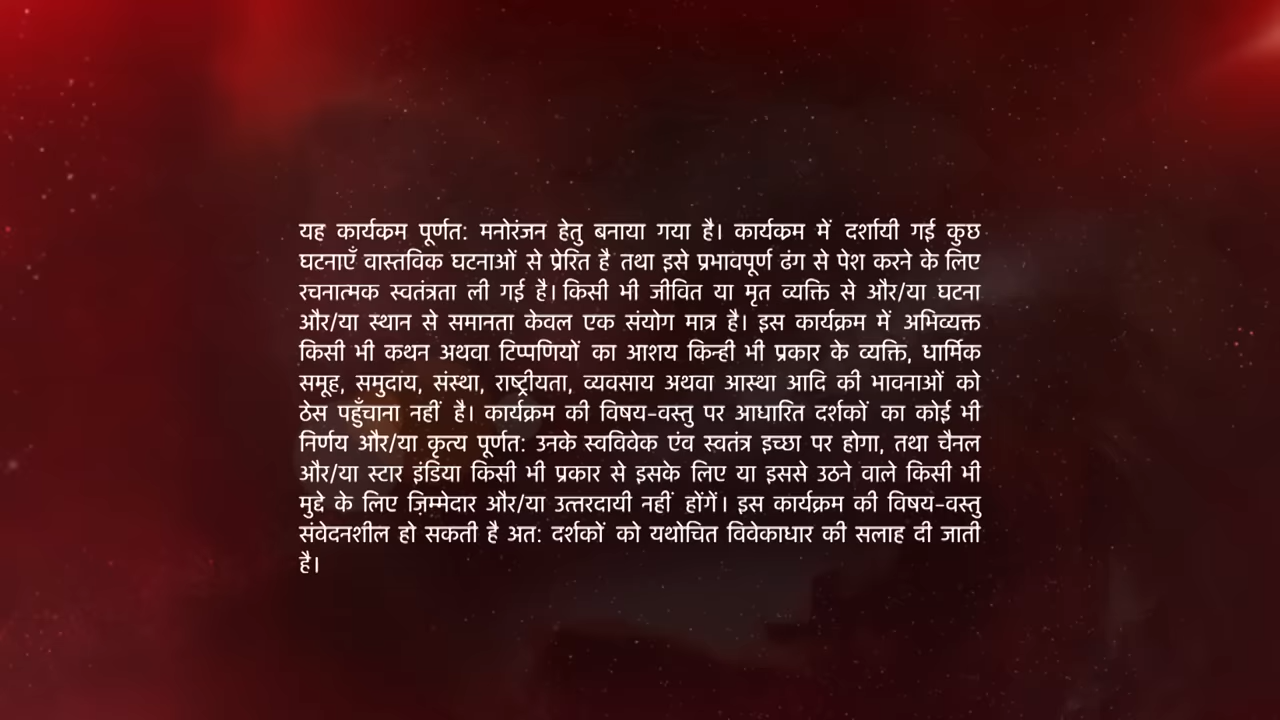 यह कार्यक्रम पूर्णत: मनोरंजन हेतु बनाया गया है। कार्यक्रम में दर्शायी गई कुछ
घटनाएँ वास्तविक घटनाओं से प्रेरित है तथा इसे प्रभावपूर्ण ढंग से पेश करने के लिए
रचनात्मक स्वतंत्रता ली गई है। किसी भी जीवित या मृत व्यक्ति से और/या घटना
और/या स्थान से समानता केवल एक संयोग मात्र है। इस कार्यक्रम में अभिव्यक्त
किसी भी कथन अथवा टिप्पणियों का आशय किन्ही भी प्रकार के व्यक्ति, धार्मिक
समूह, समुदाय, संस्था, राष्ट्रीयता, व्यवसाय अथवा आस्था आदि की भावनाओं को
ठेस पहुँचाना नहीं है। कार्यक्रम की विषय-वस्तु पर आधारित दर्शकों का कोई भी
निर्णय और/या कृत्य पूर्णत: उनके स्वविवेक एंव स्वतंत्र इच्छा पर होगा, तथा चैनल
और/या स्टार इंडिया किसी भी प्रकार से इसके लिए या इससे उठने वाले किसी भी
मुद्दे के लिए ज़िम्मेदार और/या उत्तरदायी नहीं होंगें। इस कार्यक्रम की विषय-वस्तु
संवेदनशील हो सकती है अत: दर्शकों को यथोचित विवेकाधार की सलाह दी जाती
है।